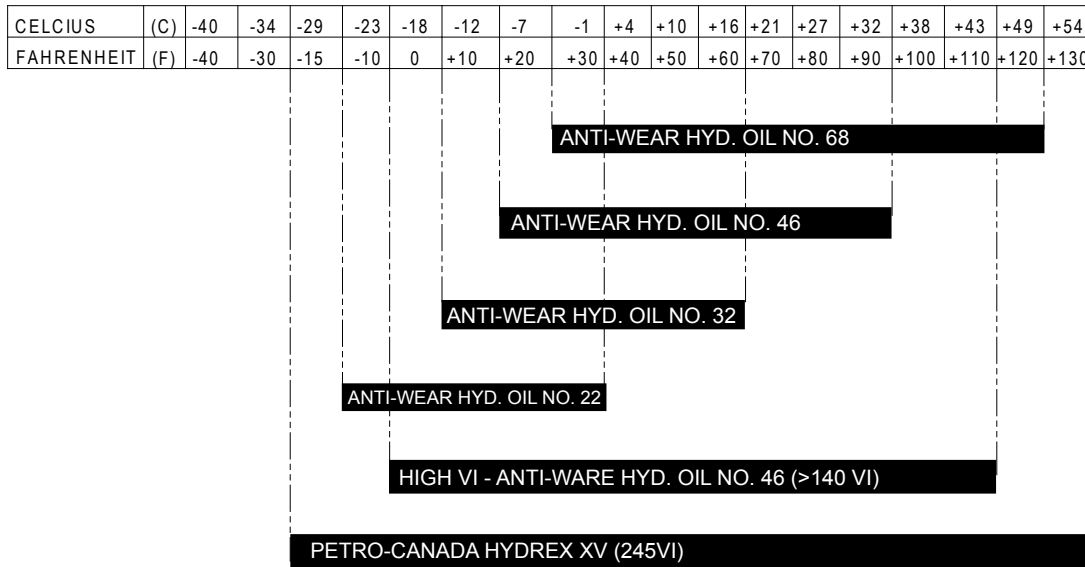 CELCIUS (C) -40 -34 -29 -23 -18 -12 -7 -1 +4 +10 +16 +21 +27 +32 +38 +43 +49 +54
FAHRENHEIT (F) -40 -30 -15 -10 0 +10 +20 +30 +40 +50 +60 +70 +80 +90 +100 +110 +120 +130
ANTI-WEAR HYD. OIL NO. 68
ANTI-WEAR HYD. OIL NO. 46
ANTI-WEAR HYD. OIL NO. 32
ANTI-WEAR HYD. OIL NO. 22
HIGH VI - ANTI-WARE HYD. OIL NO. 46 (>140 VI)
PETRO-CANADA HYDREX XV (245VI)